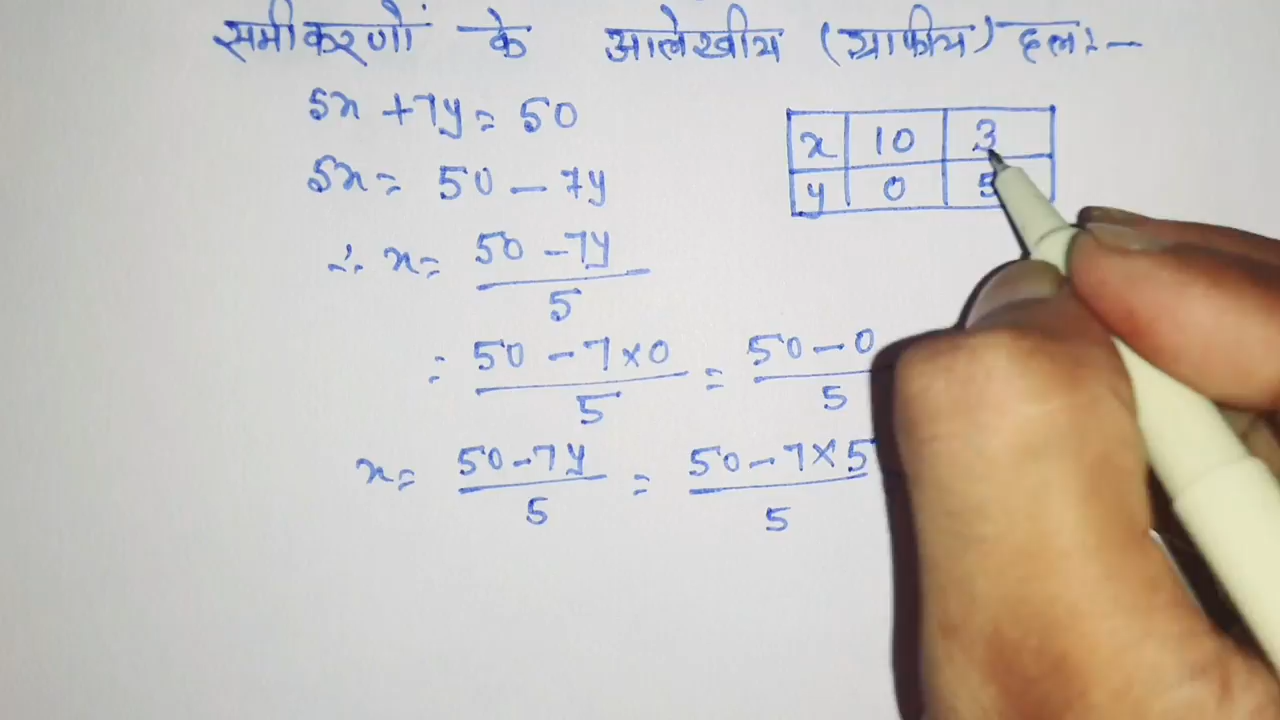 समीकरणों के आलेखीय (ग्राफीय) हल :-
5x + 7y = 50
5x = 50 - 7y
∴ x = 50 - 7y / 5
= 50 - 7×0 / 5 = 50 - 0 / 5
x = 50 - 7y / 5 = 50 - 7×5 / 5
x 10 3
y 0 5